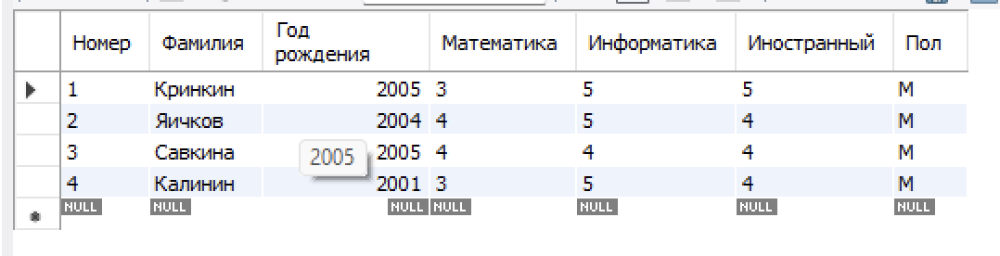 Номер Фамилия Год рождения Математика Информатика Иностранный Пол
1 Кринкин 2005 3 5 5 М
2 Яичков 2004 4 5 4 М
3 Савкина 2005 4 4 4 М
2005
4 Калинин 2001 3 5 4 М
NULL NULL NULL NULL NULL NULL NULL